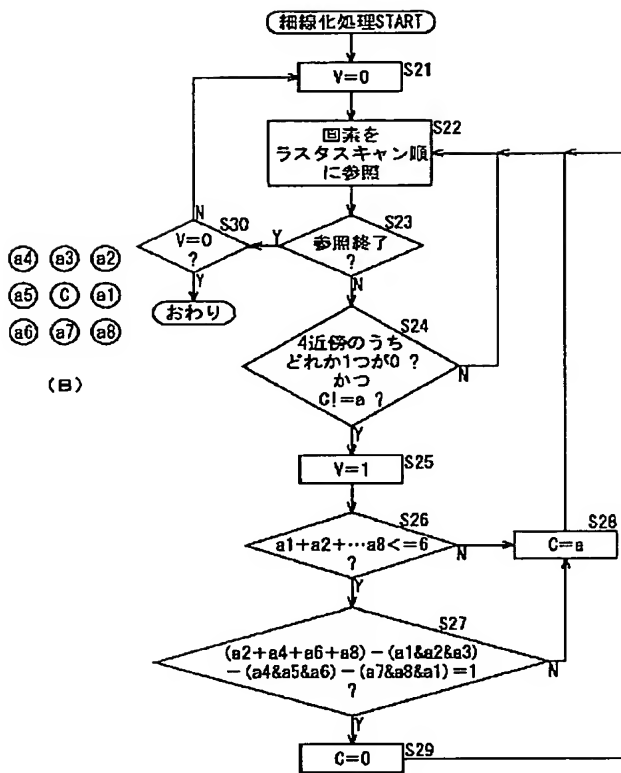 細線化処理START
V=0
S21
画素を
ラスタスキャン順
に参照
S22
参照終了
?
S23
Y
N
V=0
?
S30
N
Y
おわり
a4 a3 a2
a5 C a1
a6 a7 a8
(B)
4近傍のうち
どれか1つが0 ?
かつ
C!=a ?
S24
N
Y
V=1
S25
a1+a2+…a8<=6
?
S26
N
Y
C=a
S28
(a2+a4+a6+a8)-(a1&a2&a3)
-(a4&a5&a6)-(a7&a8&a1)=1
?
S27
N
Y
C=0
S29